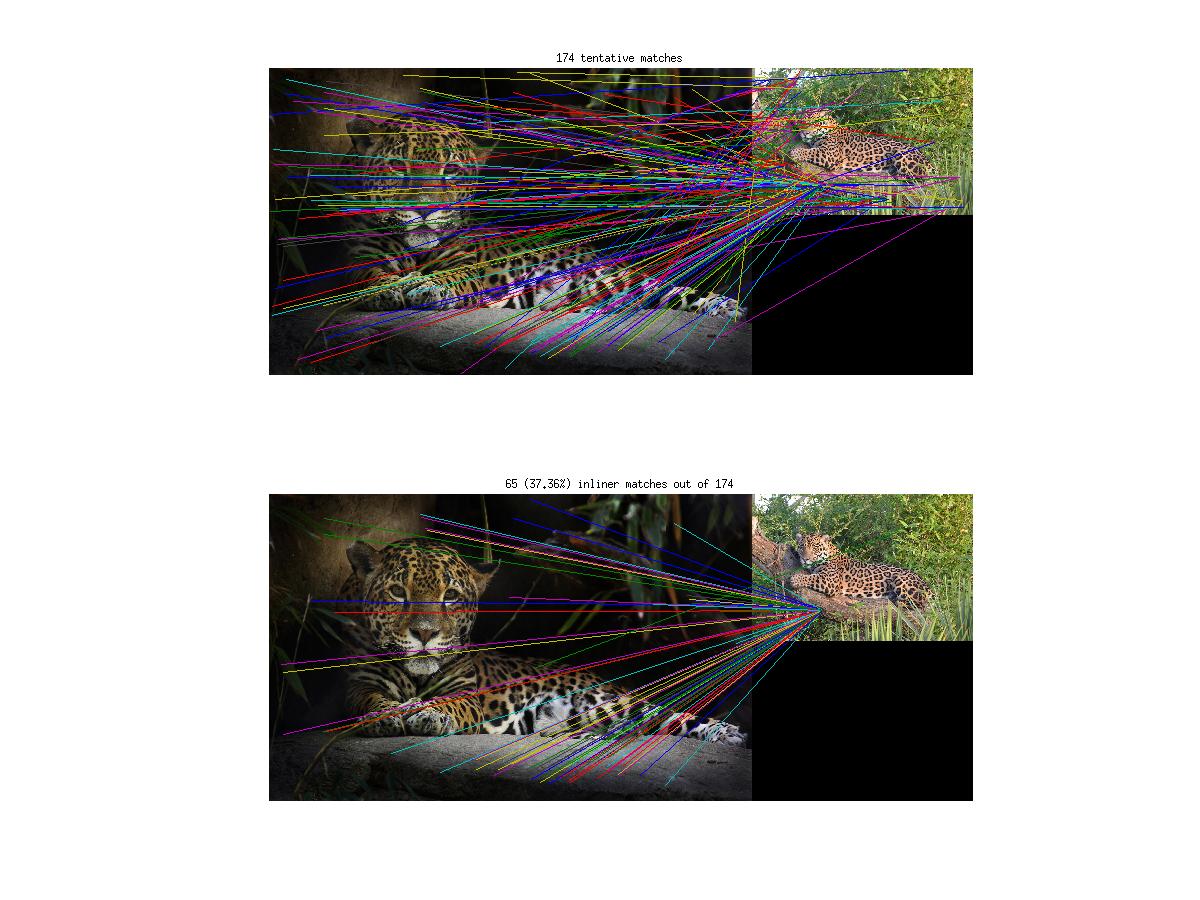 174 tentative matches
65 (37.36%) inliner matches out of 174